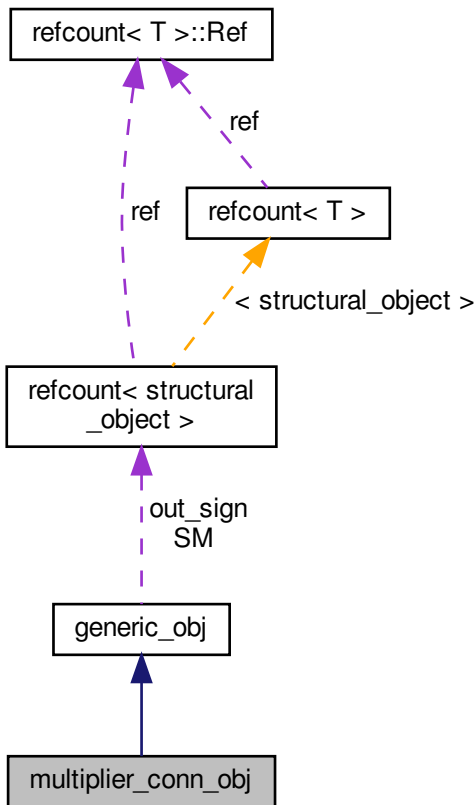 refcount< T >::Ref
ref
ref
refcount< T >
< structural_object >
refcount< structural
_object >
out_sign
SM
generic_obj
multiplier_conn_obj